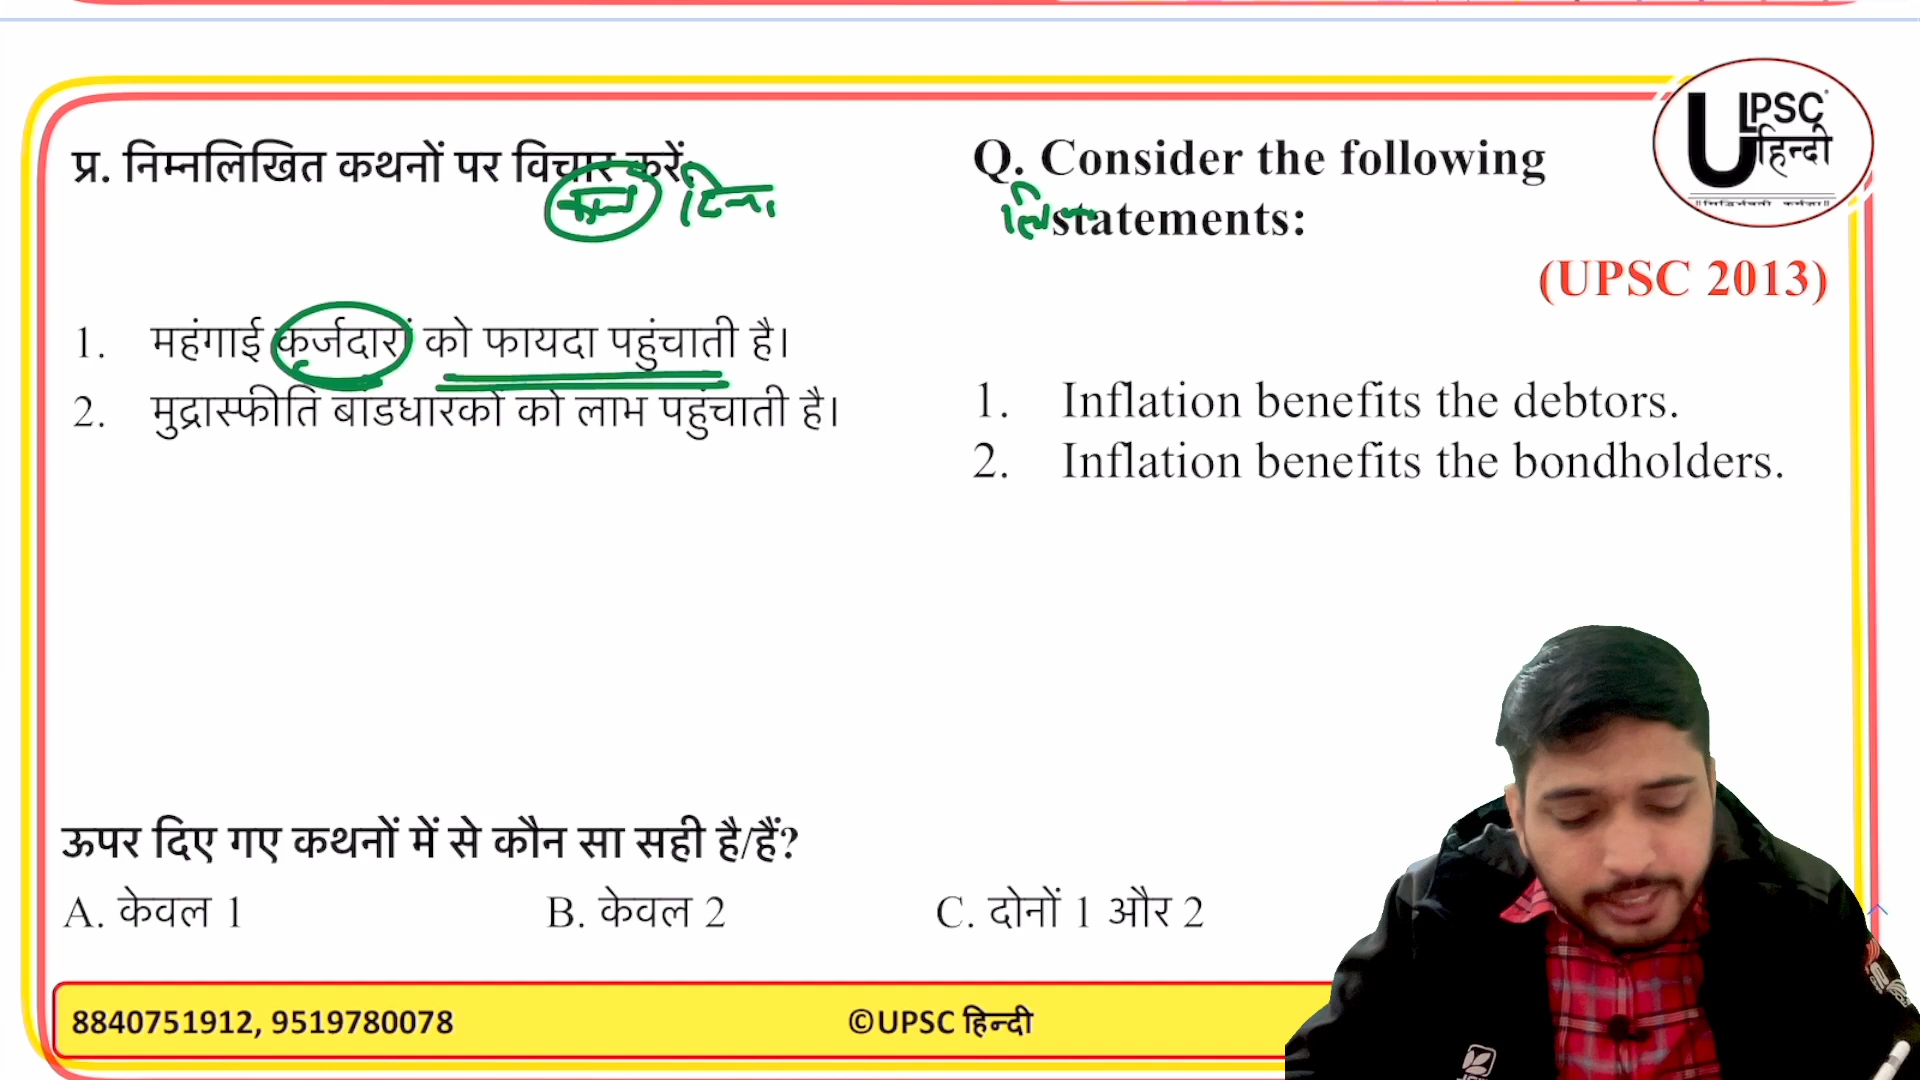 प्र. निम्नलिखित कथनों पर विचार करें.
1. महंगाई कर्जदारों को फायदा पहुंचाती है।
2. मुद्रास्फीति बांडधारकों को लाभ पहुंचाती है।
Q. Consider the following
statements:
(UPSC 2013)
1. Inflation benefits the debtors.
2. Inflation benefits the bondholders.
ऊपर दिए गए कथनों में से कौन सा सही है/हैं?
A. केवल 1 B. केवल 2 C. दोनों 1 और 2
8840751912, 9519780078 ©UPSC हिन्दी
UPSC
हिन्दी